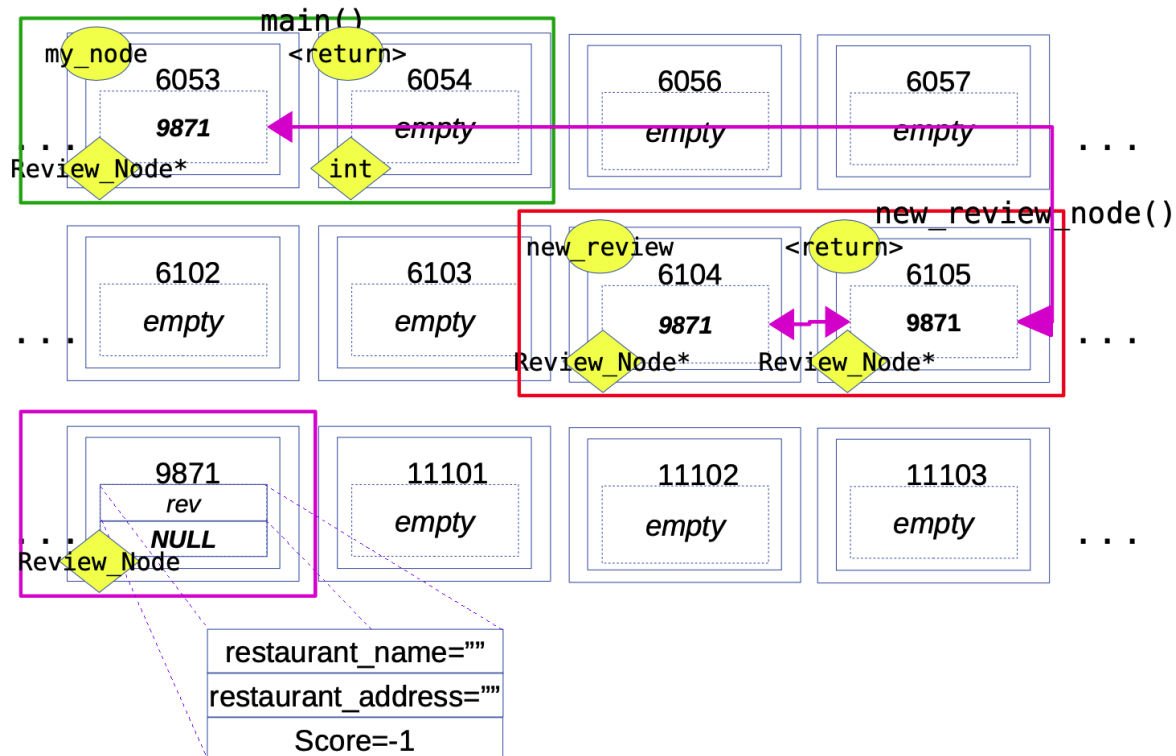 main()
my_node <return>
6053 6054 6056 6057
9871 empty empty empty
... ...
Review_Node* int
new_review_node()
new_review <return>
6102 6103 6104 6105
empty empty 9871 9871
... ...
Review_Node* Review_Node*
9871 11101 11102 11103
rev empty empty empty
NULL
... ...
Review_Node
restaurant_name=””
restaurant_address=””
Score=-1